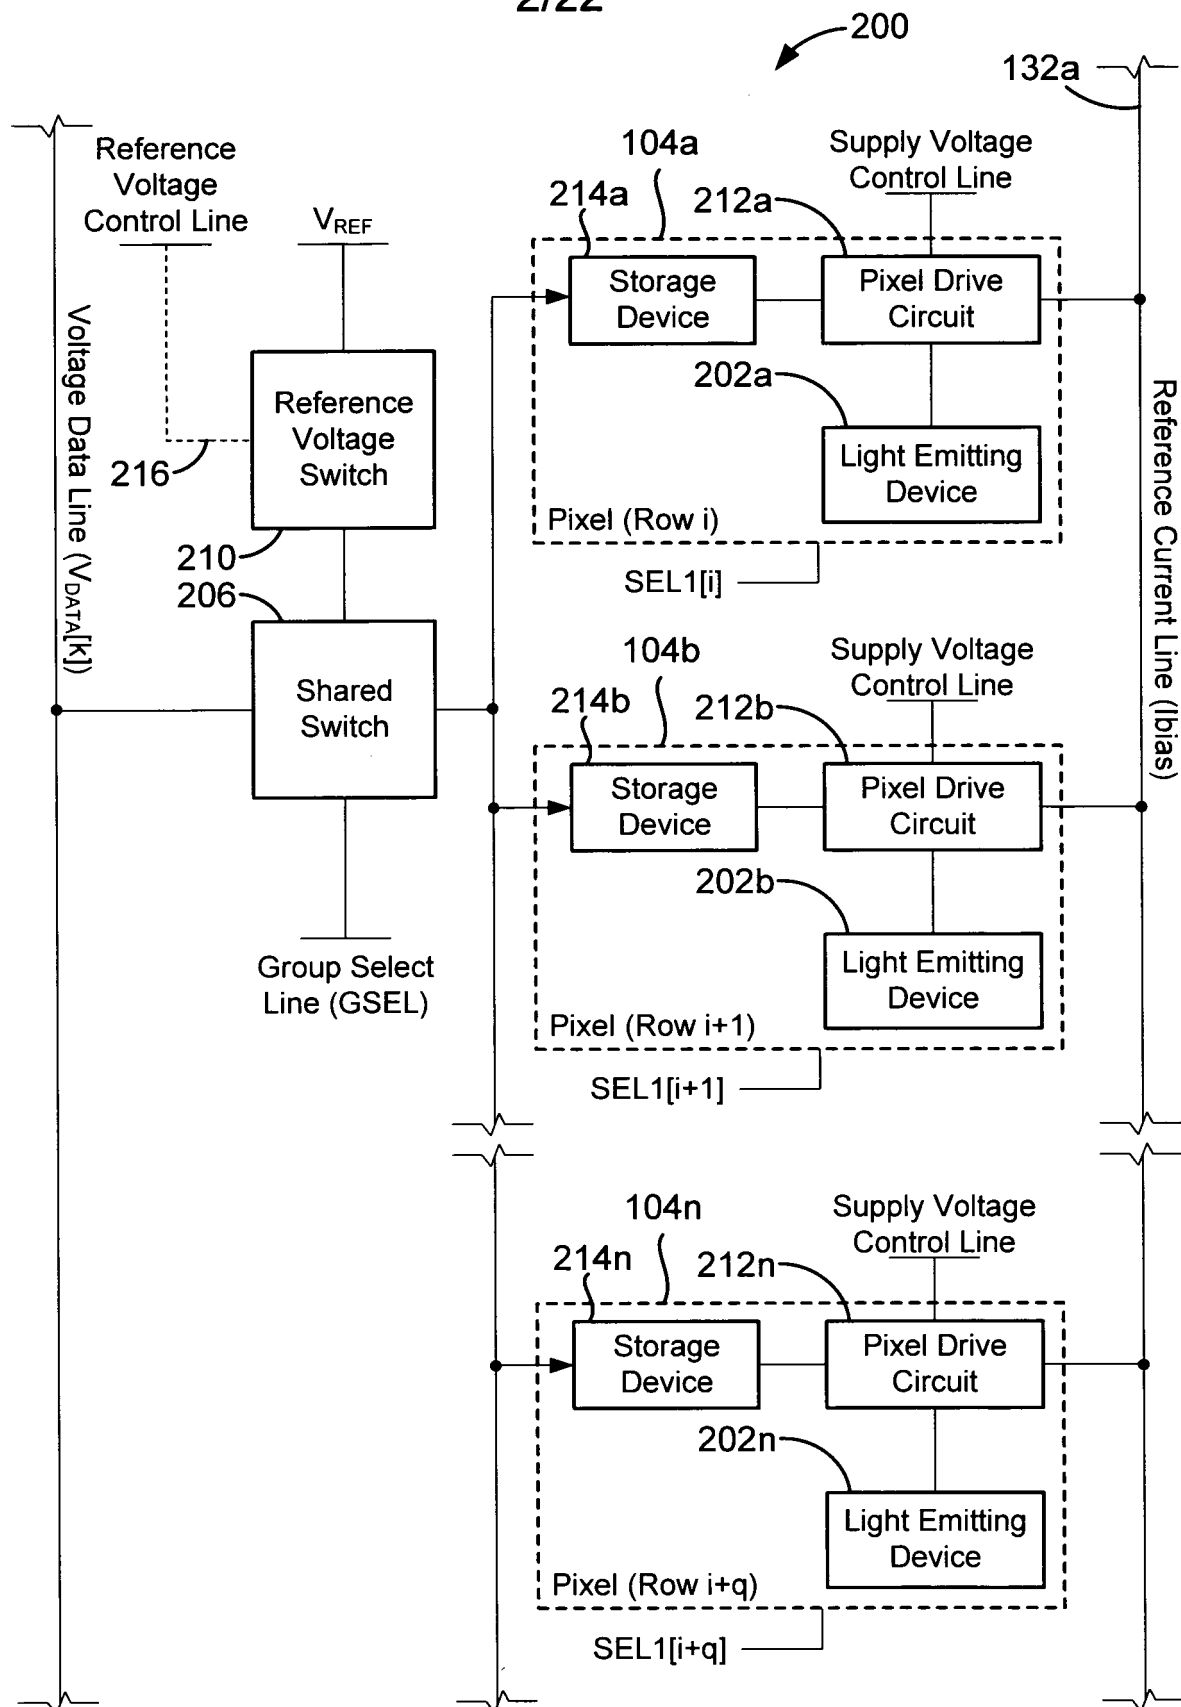 2/22
200
132a
Reference
Voltage
Control Line
V_REF
104a
214a
212a
Supply Voltage
Control Line
Storage
Device
Pixel Drive
Circuit
202a
Light Emitting
Device
Pixel (Row i)
SEL1[i]
Voltage Data Line (V_DATA[k])
Reference
Voltage
Switch
216
210
206
Shared
Switch
Group Select
Line (GSEL)
104b
214b
212b
Supply Voltage
Control Line
Storage
Device
Pixel Drive
Circuit
202b
Light Emitting
Device
Pixel (Row i+1)
SEL1[i+1]
Reference Current Line (Ibias)
104n
214n
212n
Supply Voltage
Control Line
Storage
Device
Pixel Drive
Circuit
202n
Light Emitting
Device
Pixel (Row i+q)
SEL1[i+q]